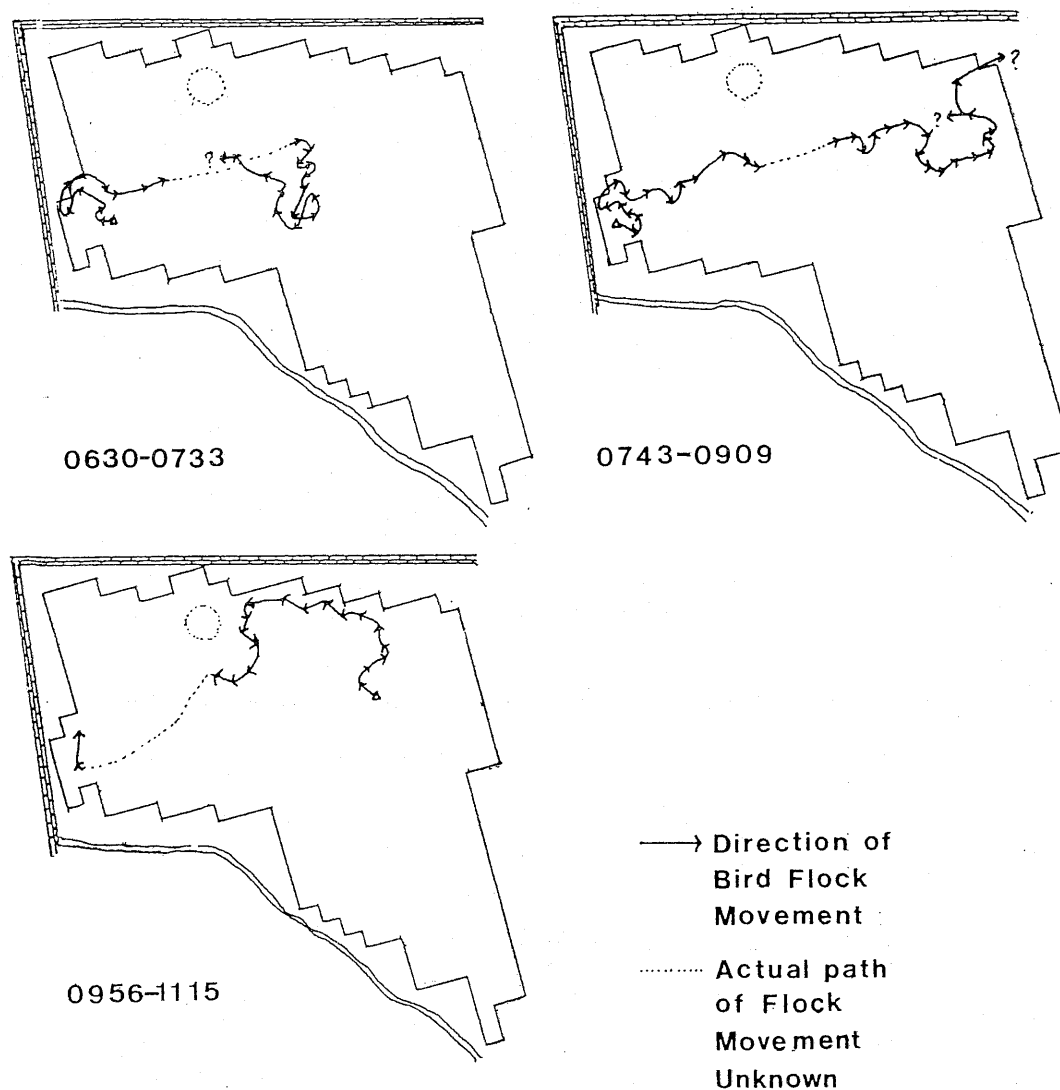 ?
?
?
0630-0733
0743-0909
0956-1115
Direction of
Bird Flock
Movement
Actual path
of Flock
Movement
Unknown